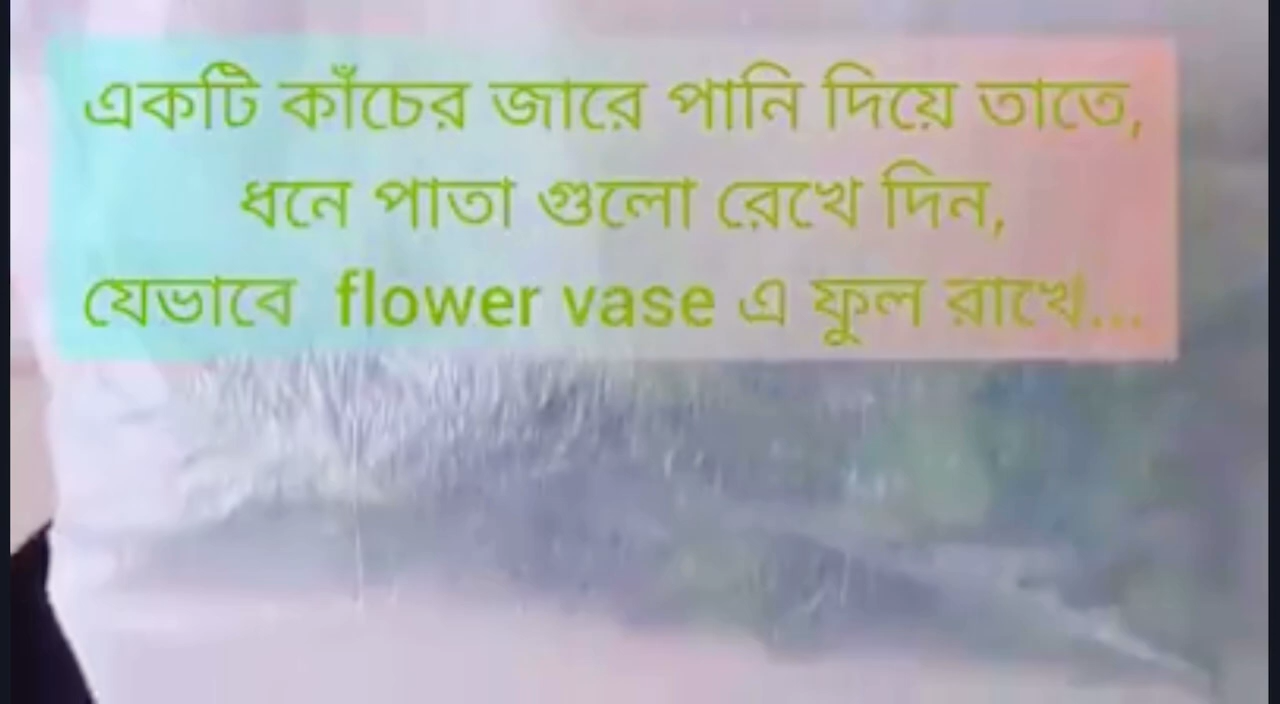 একটি কাঁচের জারে পানি দিয়ে তাতে,
ধনে পাতা গুলো রেখে দিন,
যেভাবে flower vase এ ফুল রাখে...